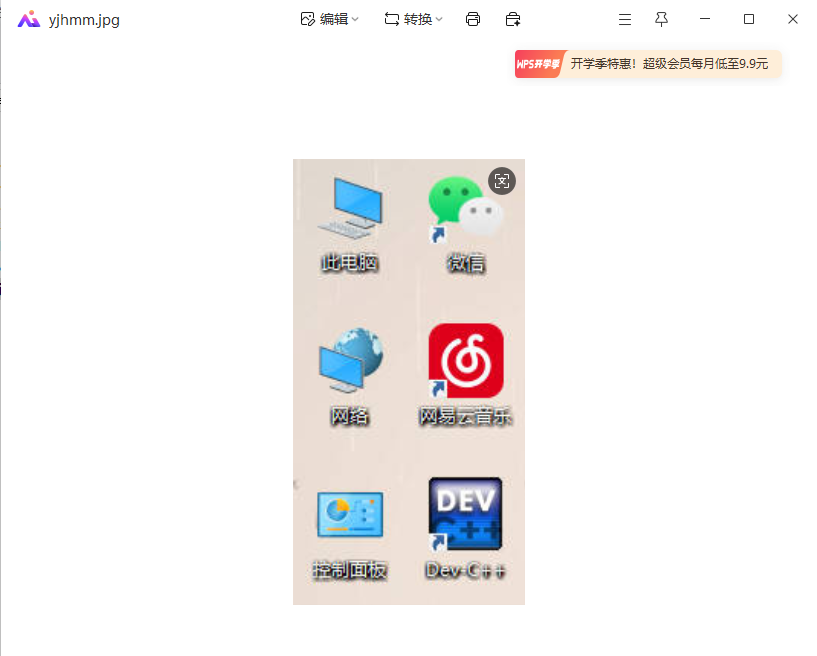 yjhmm.jpg 编辑 转换
WPS开学季 开学季特惠！超级会员每月低至9.9元
此电脑 微信
网络 网易云音乐
DEV
C++
控制面板 Dev-C++